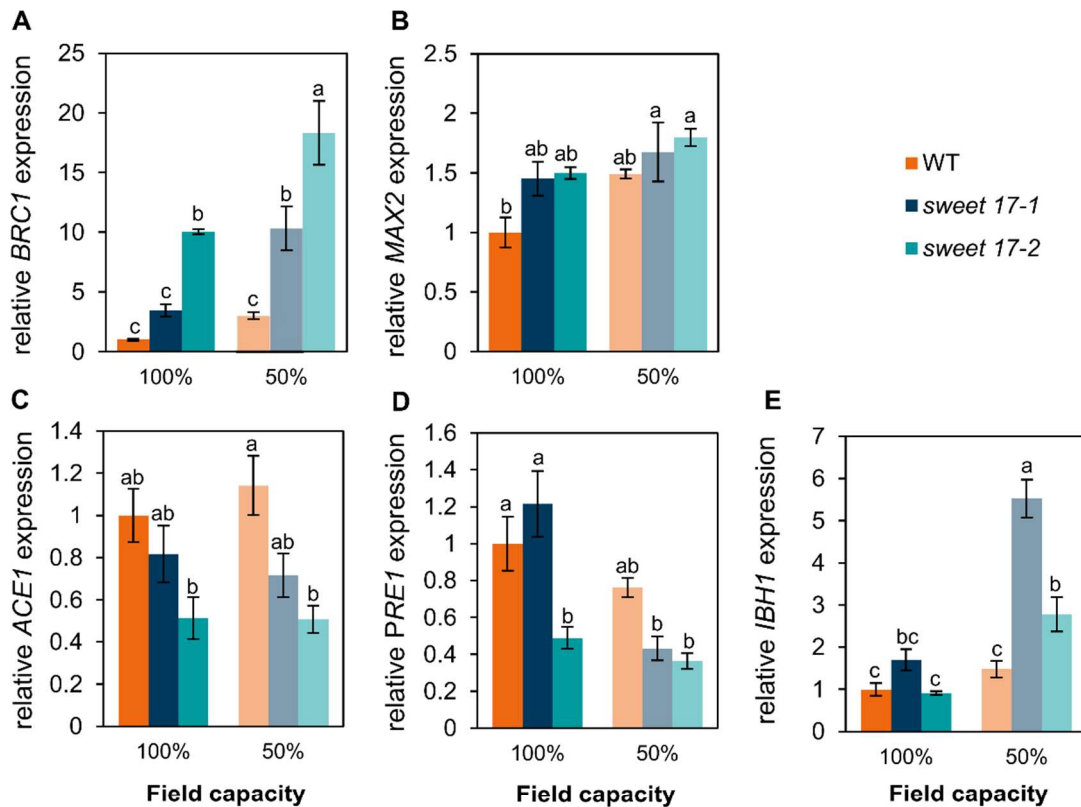 A
relative BRC1 expression
25
20
15
10
5
0
c
c
b
c
b
a
100%
50%
B
relative MAX2 expression
2.5
2
1.5
1
0.5
0
b
ab
ab
ab
a
a
100%
50%
WT
sweet 17-1
sweet 17-2
C
relative ACE1 expression
1.4
1.2
1
0.8
0.6
0.4
0.2
0
ab
ab
b
a
ab
b
100%
50%
Field capacity
D
relative PRE1 expression
1.6
1.4
1.2
1.0
0.8
0.6
0.4
0.2
0
a
a
b
ab
b
b
100%
50%
Field capacity
E
relative IBH1 expression
7
6
5
4
3
2
1
0
c
bc
c
c
a
b
100%
50%
Field capacity